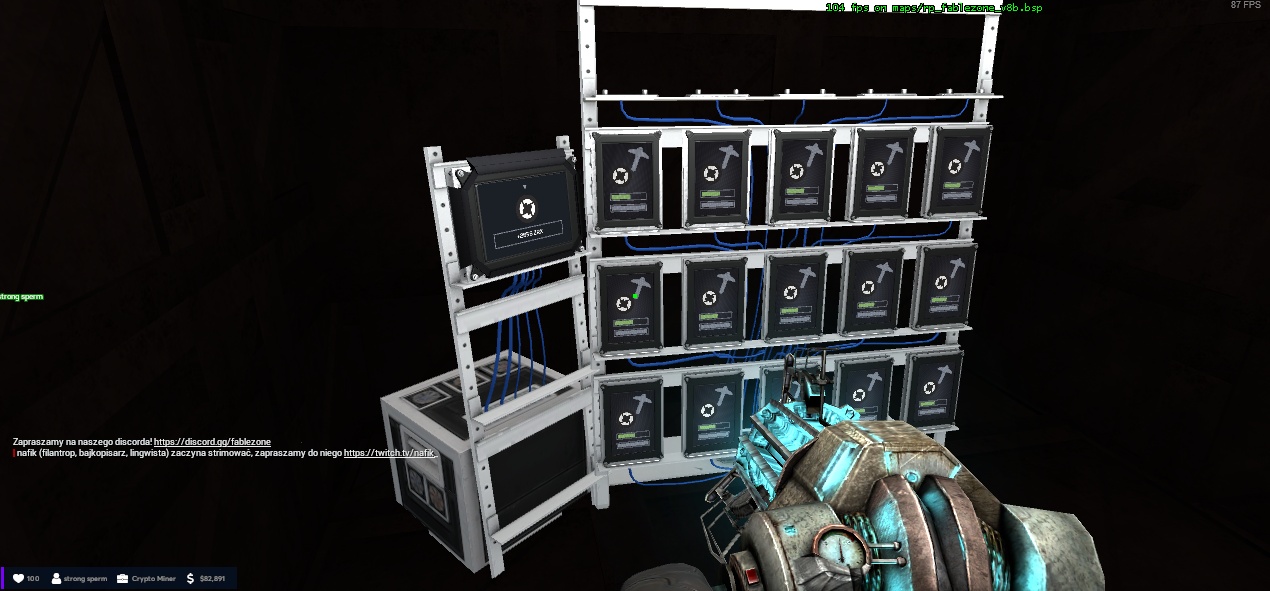 104 fps on maps/rp_fablezone_v8b.bsp
87 FPS
strong sperm
Zapraszamy na naszego discorda! https://discord.gg/fablezone
nafik (filantrop, bajkopisarz, lingwista) zaczyna strimować, zapraszamy do niego https://twitch.tv/nafik_
100 strong sperm Crypto Miner $82,891